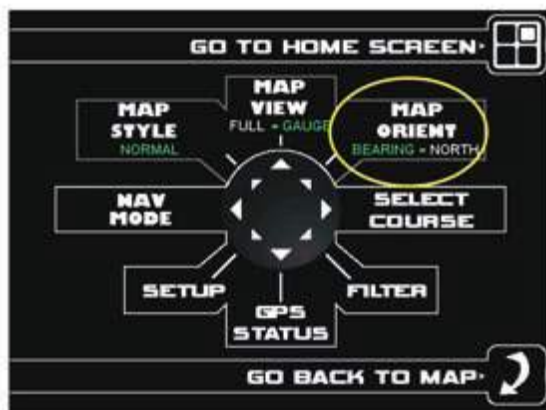 GO TO HOME SCREEN
MAP
VIEW
FULL - GAUGE
MAP
STYLE
NORMAL
MAP
ORIENT
BEARING - NORTH
NAV
MODE
SELECT
COURSE
SETUP
GPS
STATUS
FILTER
GO BACK TO MAP